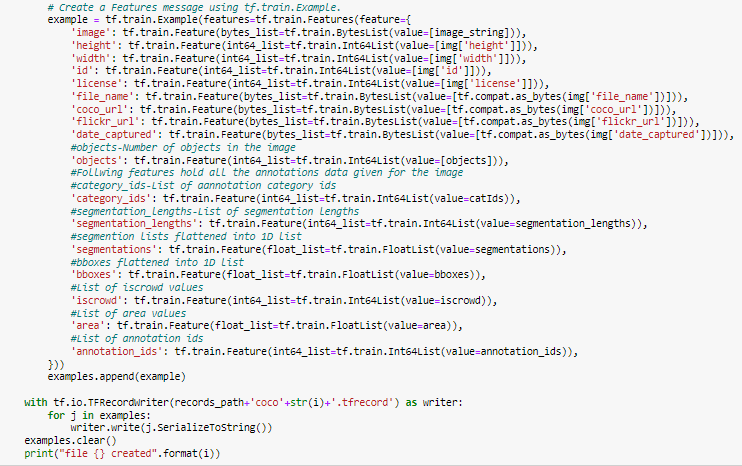 # Create a Features message using tf.train.Example.
example = tf.train.Example(features=tf.train.Features(feature={
'image': tf.train.Feature(bytes_list=tf.train.BytesList(value=[image_string])),
'height': tf.train.Feature(int64_list=tf.train.Int64List(value=[img['height']])),
'width': tf.train.Feature(int64_list=tf.train.Int64List(value=[img['width']])),
'id': tf.train.Feature(int64_list=tf.train.Int64List(value=[img['id']])),
'license': tf.train.Feature(int64_list=tf.train.Int64List(value=[img['license']])),
'file_name': tf.train.Feature(bytes_list=tf.train.BytesList(value=[tf.compat.as_bytes(img['file_name'])])),
'coco_url': tf.train.Feature(bytes_list=tf.train.BytesList(value=[tf.compat.as_bytes(img['coco_url'])])),
'flickr_url': tf.train.Feature(bytes_list=tf.train.BytesList(value=[tf.compat.as_bytes(img['flickr_url'])])),
'date_captured': tf.train.Feature(bytes_list=tf.train.BytesList(value=[tf.compat.as_bytes(img['date_captured'])])),
#objects-Number of objects in the image
'objects': tf.train.Feature(int64_list=tf.train.Int64List(value=[objects])),
#Follwing features hold all the annotations data given for the image
#category_ids-List of aannotation category ids
'category_ids': tf.train.Feature(int64_list=tf.train.Int64List(value=catIds)),
#segmentation_lengths-List of segmentation lengths
'segmentation_lengths': tf.train.Feature(int64_list=tf.train.Int64List(value=segmentation_lengths)),
#segmention lists flattened into 1D list
'segmentations': tf.train.Feature(float_list=tf.train.FloatList(value=segmentations)),
#bboxes flattened into 1D list
'bboxes': tf.train.Feature(float_list=tf.train.FloatList(value=bboxes)),
#List of iscrowd values
'iscrowd': tf.train.Feature(int64_list=tf.train.Int64List(value=iscrowd)),
#List of area values
'area': tf.train.Feature(float_list=tf.train.FloatList(value=area)),
#List of annotation ids
'annotation_ids': tf.train.Feature(int64_list=tf.train.Int64List(value=annotation_ids)),
}))
examples.append(example)
with tf.io.TFRecordWriter(records_path+'coco'+str(i)+'.tfrecord') as writer:
for j in examples:
writer.write(j.SerializeToString())
examples.clear()
print("file {} created".format(i))